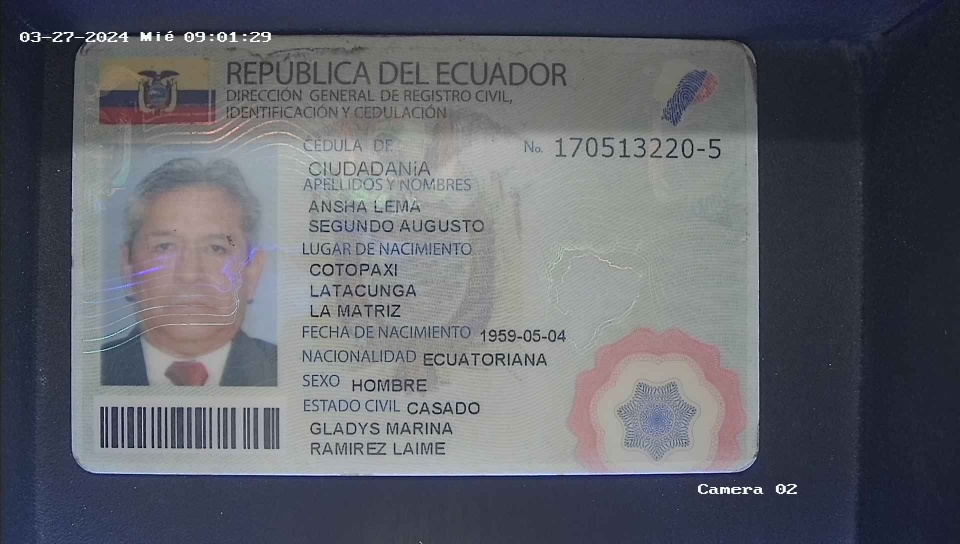 03-27-2024 Mié 09:01:29
REPÚBLICA DEL ECUADOR
DIRECCIÓN GENERAL DE REGISTRO CIVIL,
IDENTIFICACIÓN Y CEDULACIÓN
CÉDULA DE
No. 170513220-5
CIUDADANíA
APELLIDOS Y NOMBRES
ANSHA LEMA
SEGUNDO AUGUSTO
LUGAR DE NACIMIENTO
COTOPAXI
LATACUNGA
LA MATRIZ
FECHA DE NACIMIENTO 1959-05-04
NACIONALIDAD ECUATORIANA
SEXO HOMBRE
ESTADO CIVIL CASADO
GLADYS MARINA
RAMIREZ LAIME
Camera 02